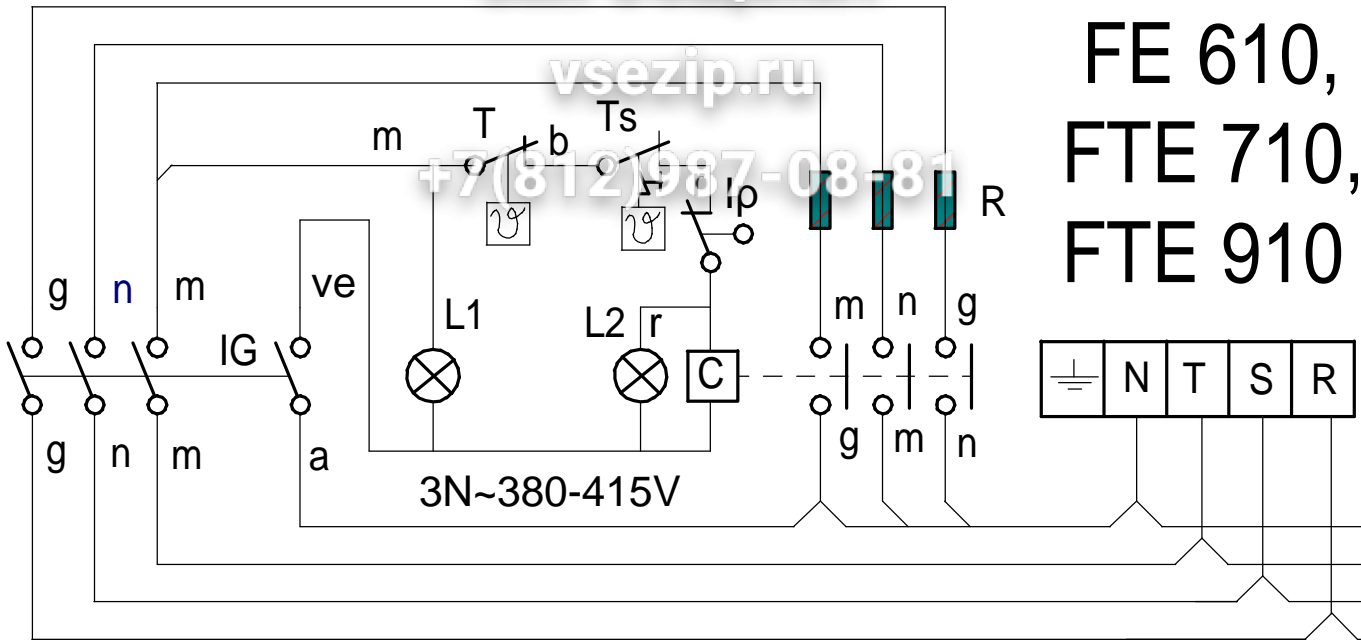 vsezip.ru
+7(812)987-08-81
FE 610,
FTE 710,
FTE 910
m
T
b
Ts
Ip
R
g
n
m
ve
L1
L2
r
m
n
g
IG
C
N
T
S
R
g
n
m
a
g
m
n
3N~380-415V